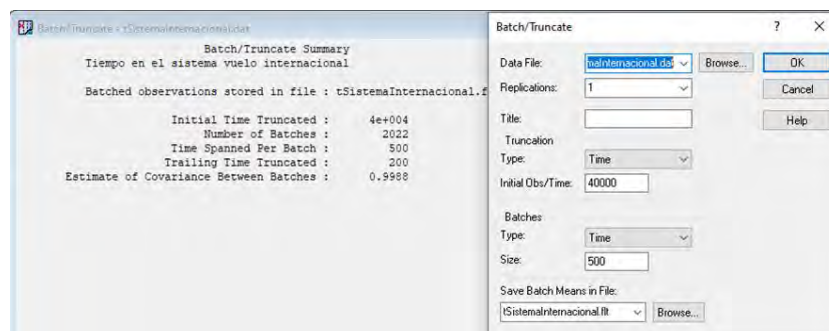 Batch/Truncate - tSistemaInternacional.dat
Batch/Truncate Summary
Tiempo en el sistema vuelo internacional
Batched observations stored in file : tSistemaInternacional.f
Initial Time Truncated : 4e+004
Number of Batches : 2022
Time Spanned Per Batch : 500
Trailing Time Truncated : 200
Estimate of Covariance Between Batches : 0.9988
Batch/Truncate ? ×
Data File: maInternacional.dat Browse... OK
Replications: 1 Cancel
Title: Help
Truncation
Type: Time
Initial Obs/Time: 40000
Batches
Type: Time
Size: 500
Save Batch Means in File:
tSistemaInternacional.flt Browse...